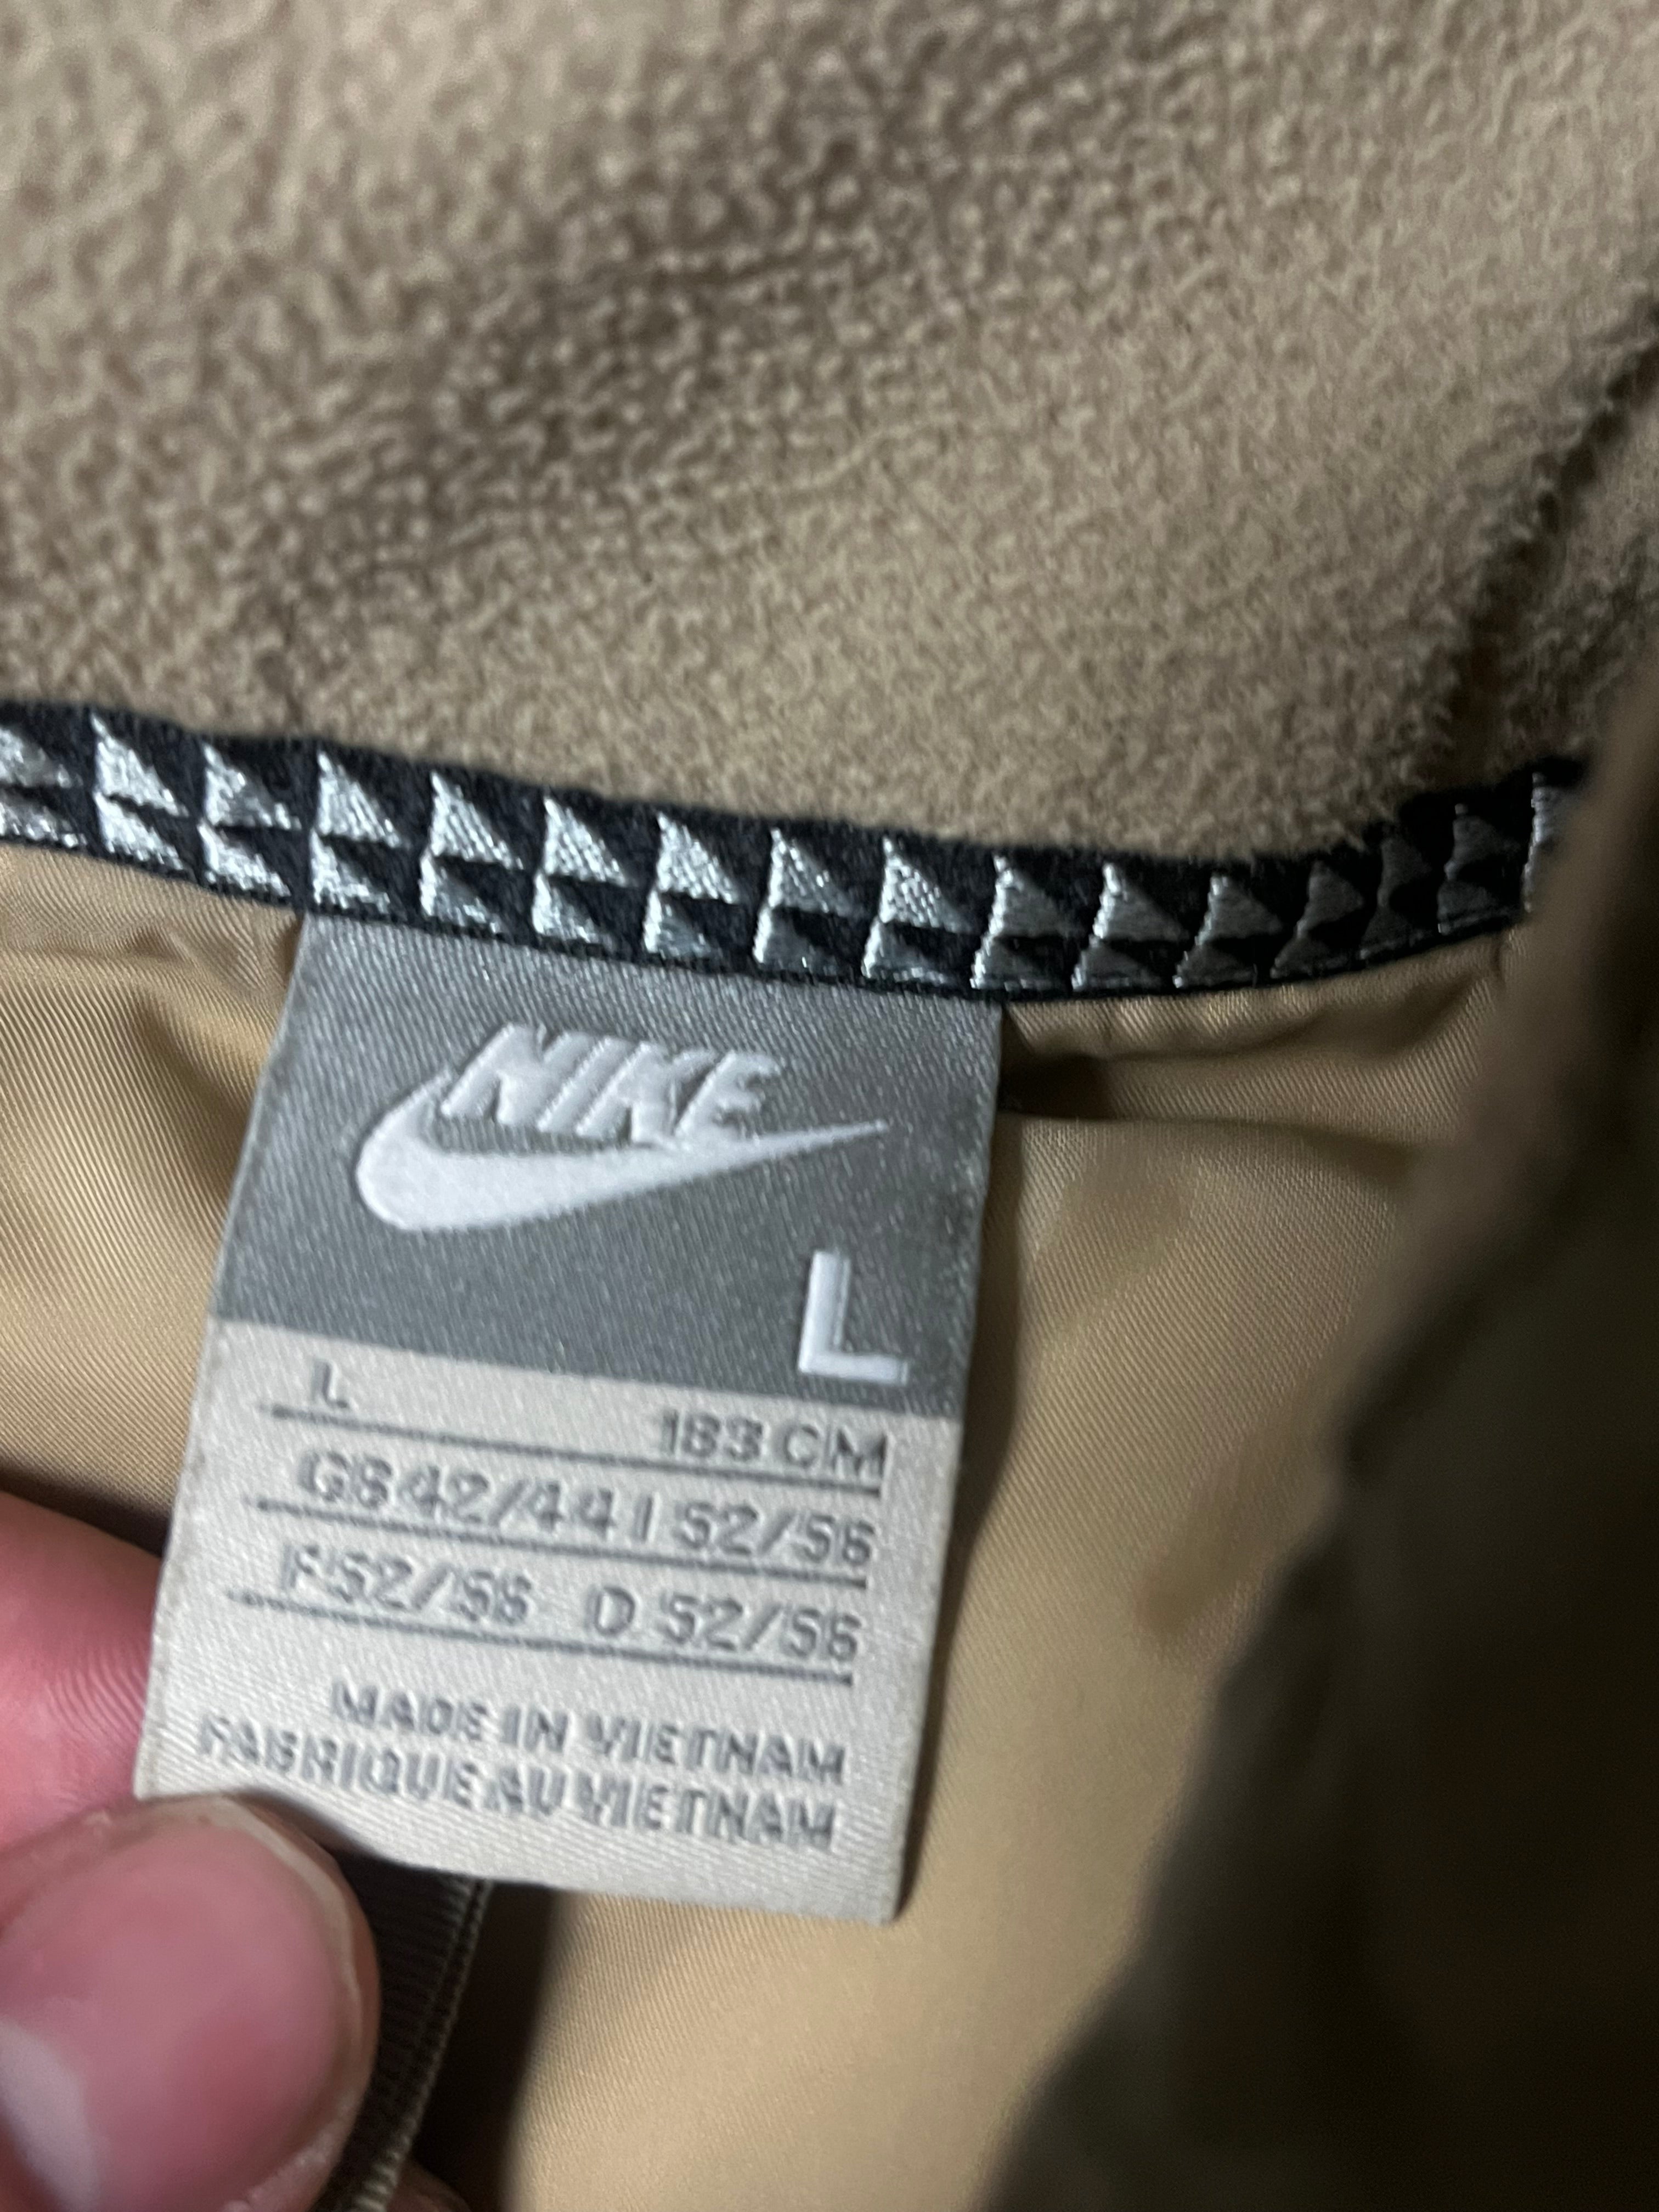 NIKE
L
L 183 CM
GB 42/44 I 52/56
F 52/56 D 52/56
MADE IN VIETNAM
FABRIQUE AU VIETNAM